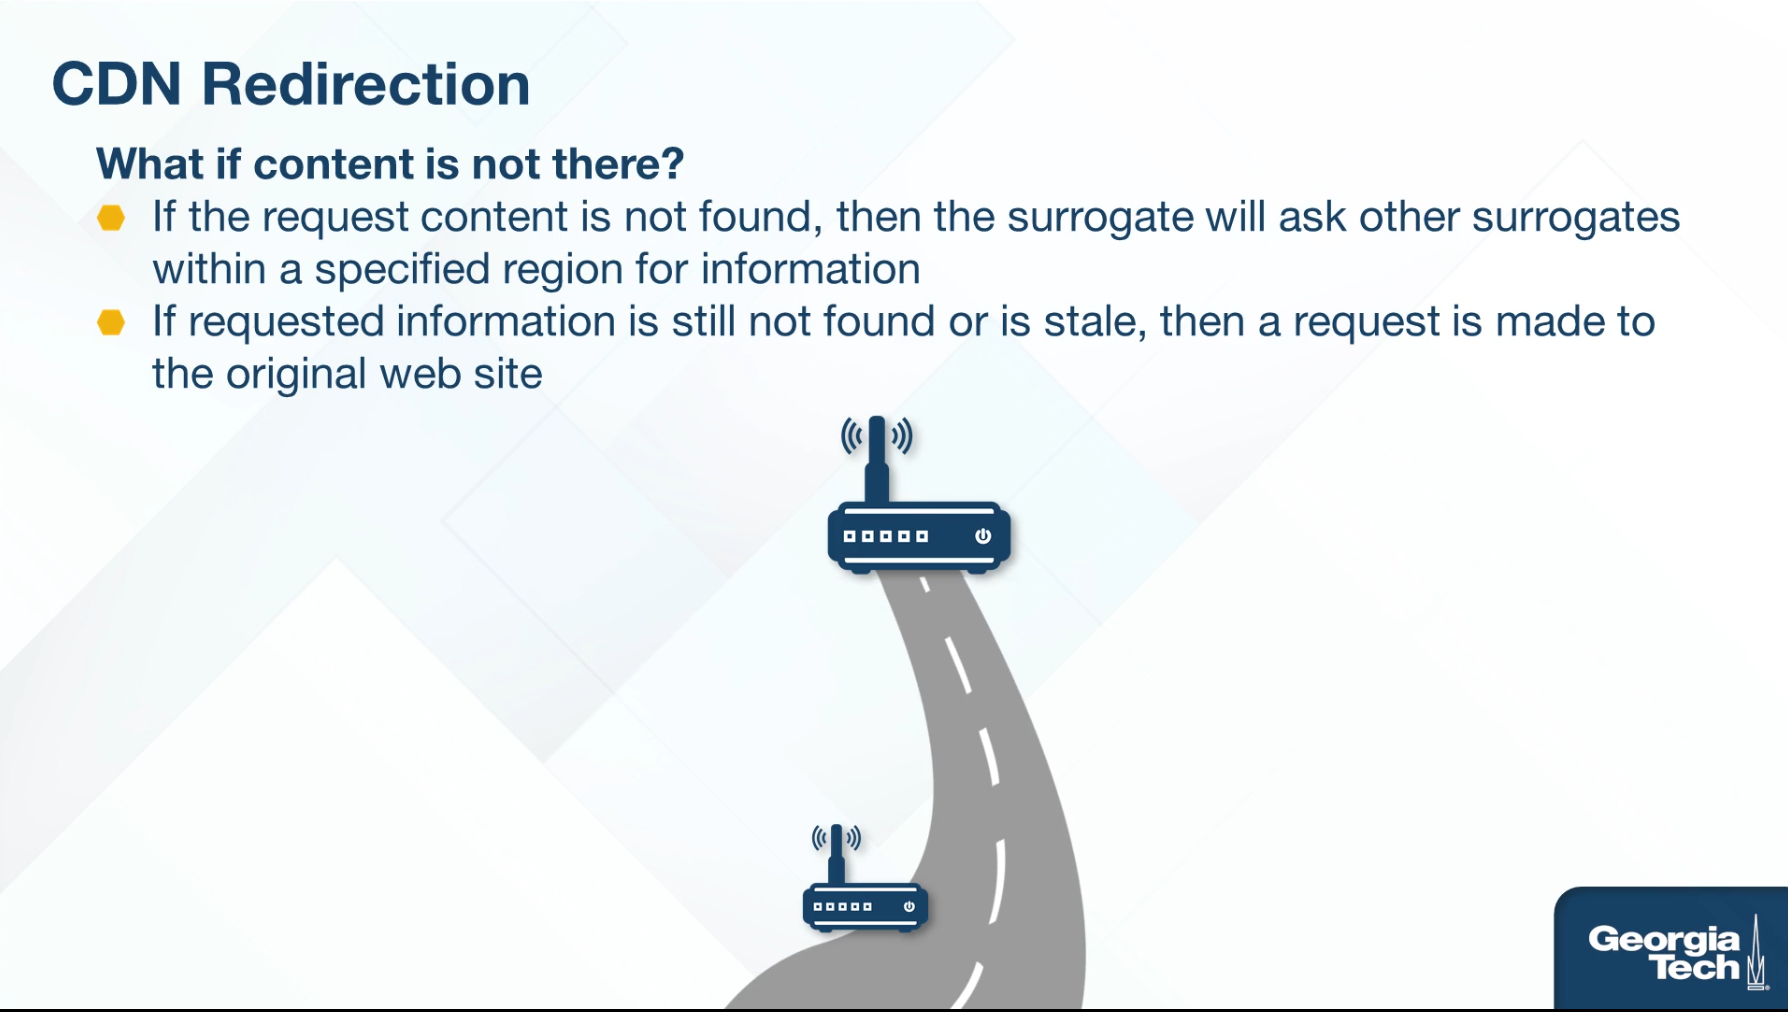 CDN Redirection
What if content is not there?
If the request content is not found, then the surrogate will ask other surrogates
within a specified region for information
If requested information is still not found or is stale, then a request is made to
the original web site
Georgia
Tech